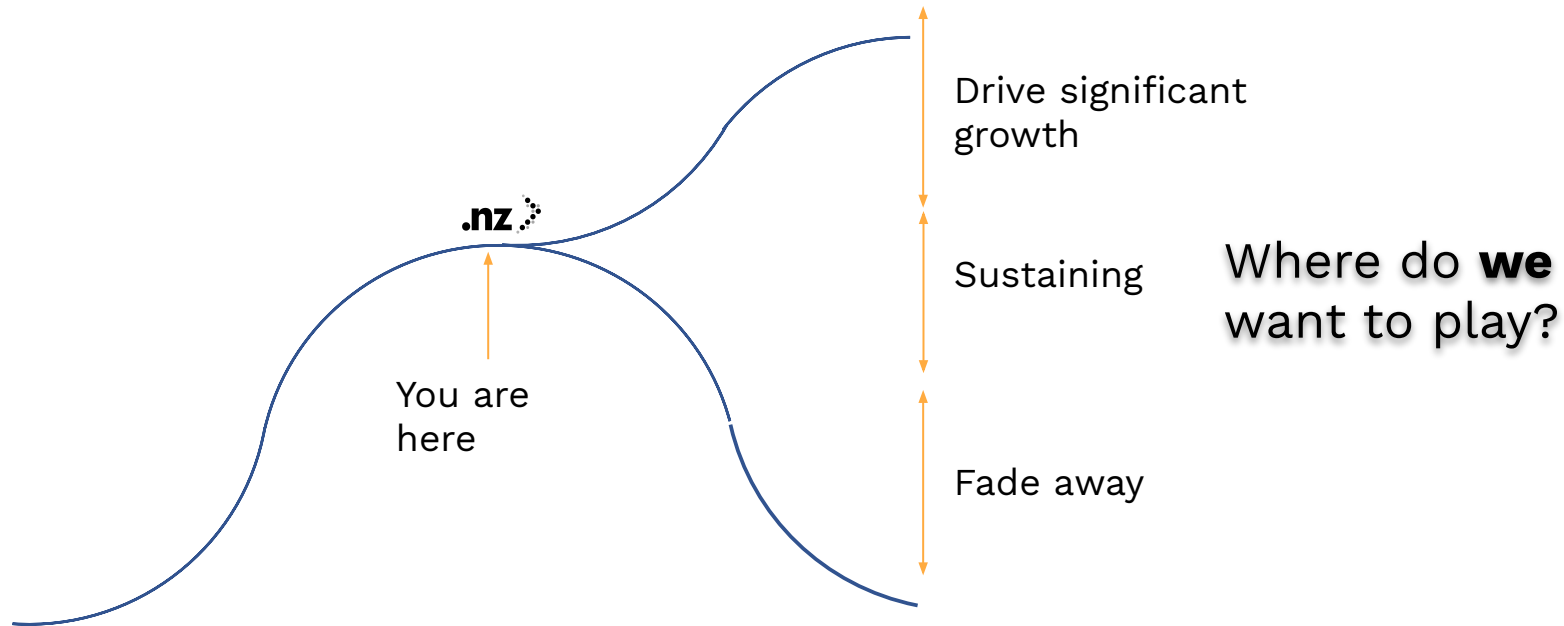 Drive significant
growth
.nz
Sustaining
Where do we
want to play?
You are
here
Fade away